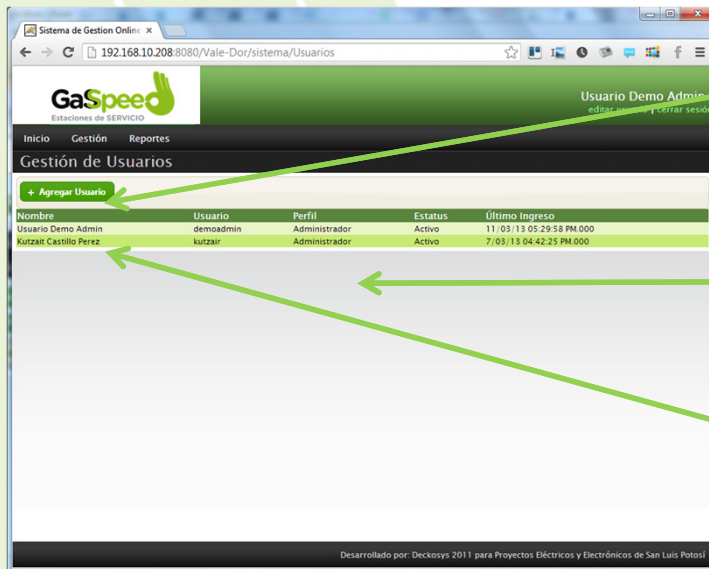 Sistema de Gestion Online
192.168.10.208:8080/Vale-Dor/sistema/Usuarios
GaSpeed
Estaciones de SERVICIO
Usuario Demo Admin
editar usuario | cerrar sesión
Inicio Gestión Reportes
Gestión de Usuarios
+ Agregar Usuario
Nombre Usuario Perfil Estatus Último Ingreso
Usuario Demo Admin demoadmin Administrador Activo 11/03/13 05:29:58 PM.000
Kutzait Castillo Perez kutzair Administrador Activo 7/03/13 04:42:25 PM.000
Desarrollado por: Deckosys 2011 para Proyectos Eléctricos y Electrónicos de San Luis Potosí